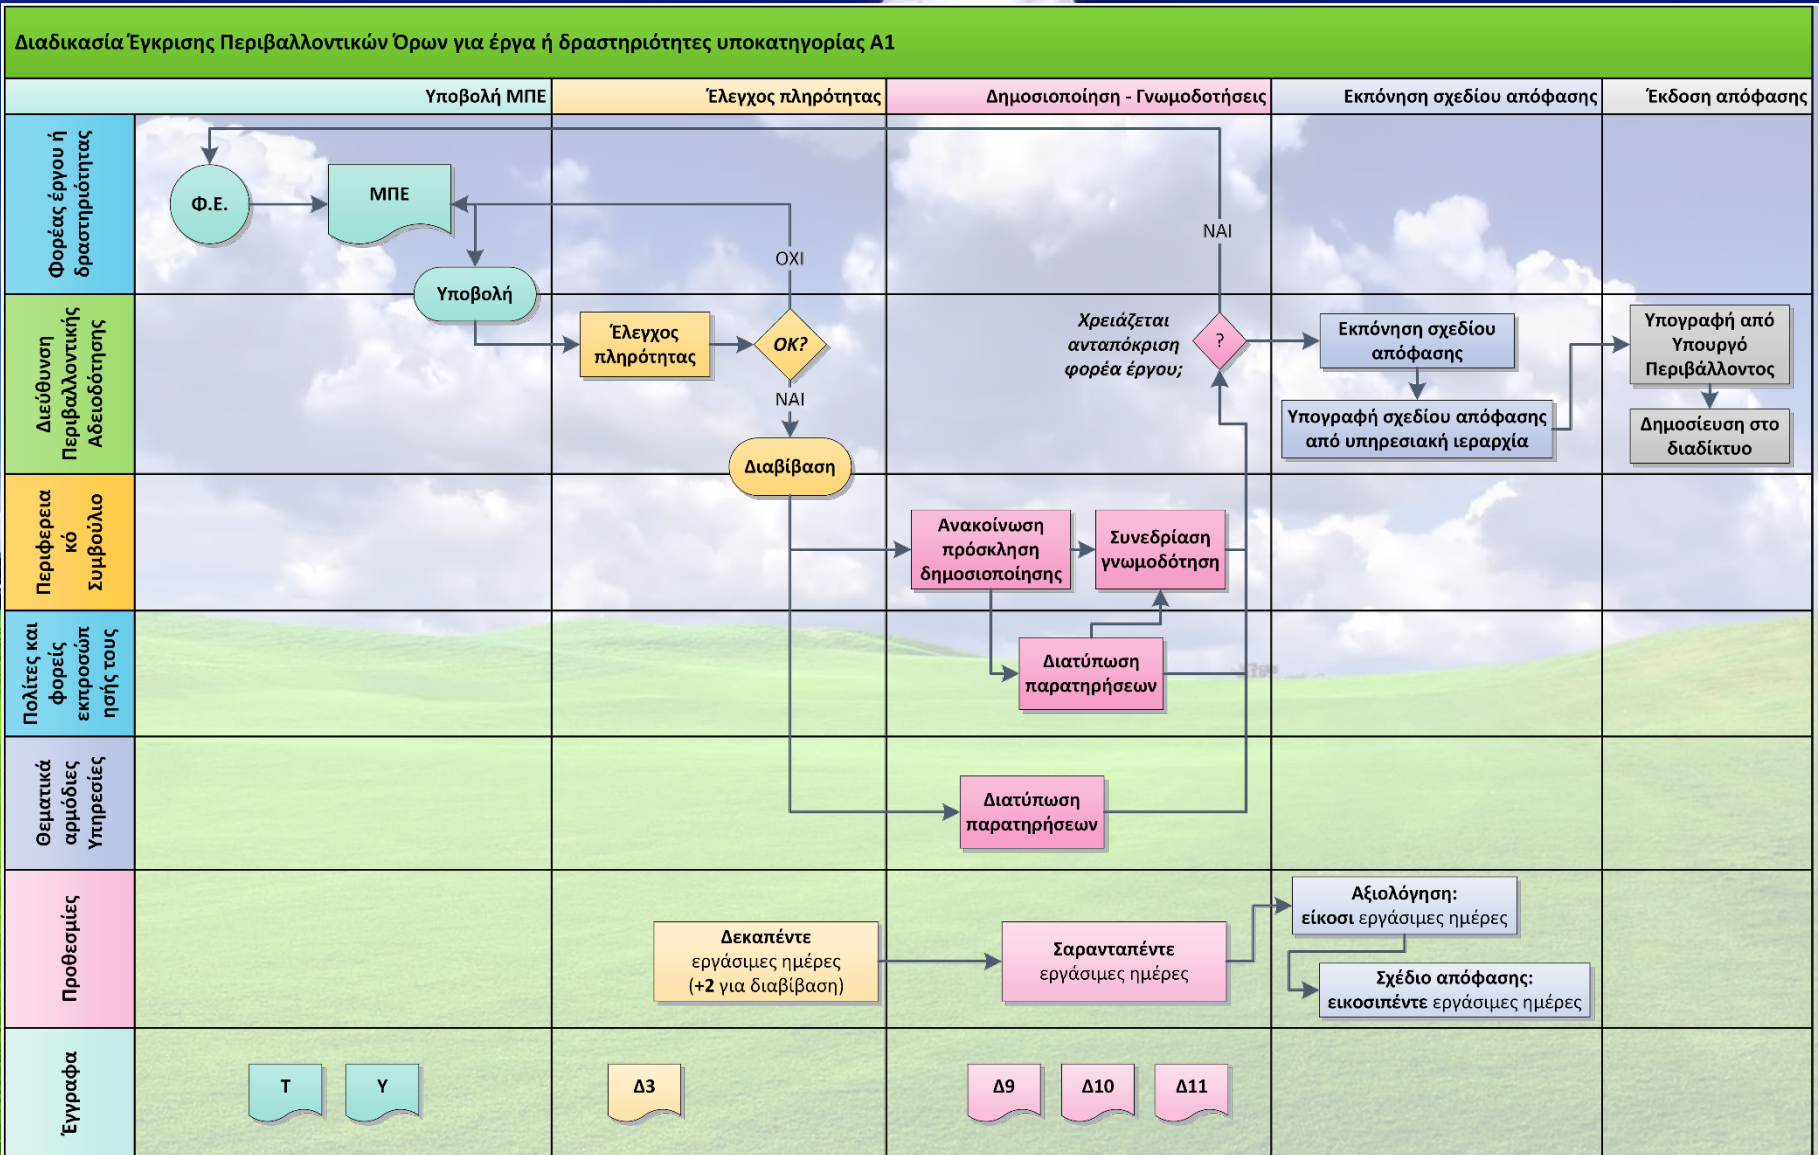 Διαδικασία Έγκρισης Περιβαλλοντικών Όρων για έργα ή δραστηριότητες υποκατηγορίας Α1
Υποβολή ΜΠΕ
Έλεγχος πληρότητας
Δημοσιοποίηση - Γνωμοδοτήσεις
Εκπόνηση σχεδίου απόφασης
Έκδοση απόφασης
Φορέας έργου ή
δραστηριότητας
Φ.Ε.
ΜΠΕ
ΟΧΙ
ΝΑΙ
Υποβολή
Διεύθυνση
Περιβαλλοντικής
Αδειοδότησης
Έλεγχος
πληρότητας
OK?
ΝΑΙ
Διαβίβαση
Χρειάζεται
ανταπόκριση
φορέα έργου;
?
Εκπόνηση σχεδίου
απόφασης
Υπογραφή σχεδίου απόφασης
από υπηρεσιακή ιεραρχία
Υπογραφή από
Υπουργό
Περιβάλλοντος
Δημοσίευση στο
διαδίκτυο
Περιφερεια
κό
Συμβούλιο
Ανακοίνωση
πρόσκληση
δημοσιοποίησης
Συνεδρίαση
γνωμοδότηση
Πολίτες και
φορείς
εκπροσώπ
ησής τους
Διατύπωση
παρατηρήσεων
Θεματικά
αρμόδιες
Υπηρεσίες
Διατύπωση
παρατηρήσεων
Προθεσμίες
Δεκαπέντε
εργάσιμες ημέρες
(+2 για διαβίβαση)
Σαρανταπέντε
εργάσιμες ημέρες
Αξιολόγηση:
είκοσι εργάσιμες ημέρες
Σχέδιο απόφασης:
εικοσιπέντε εργάσιμες ημέρες
Έγγραφα
Τ
Υ
Δ3
Δ9
Δ10
Δ11